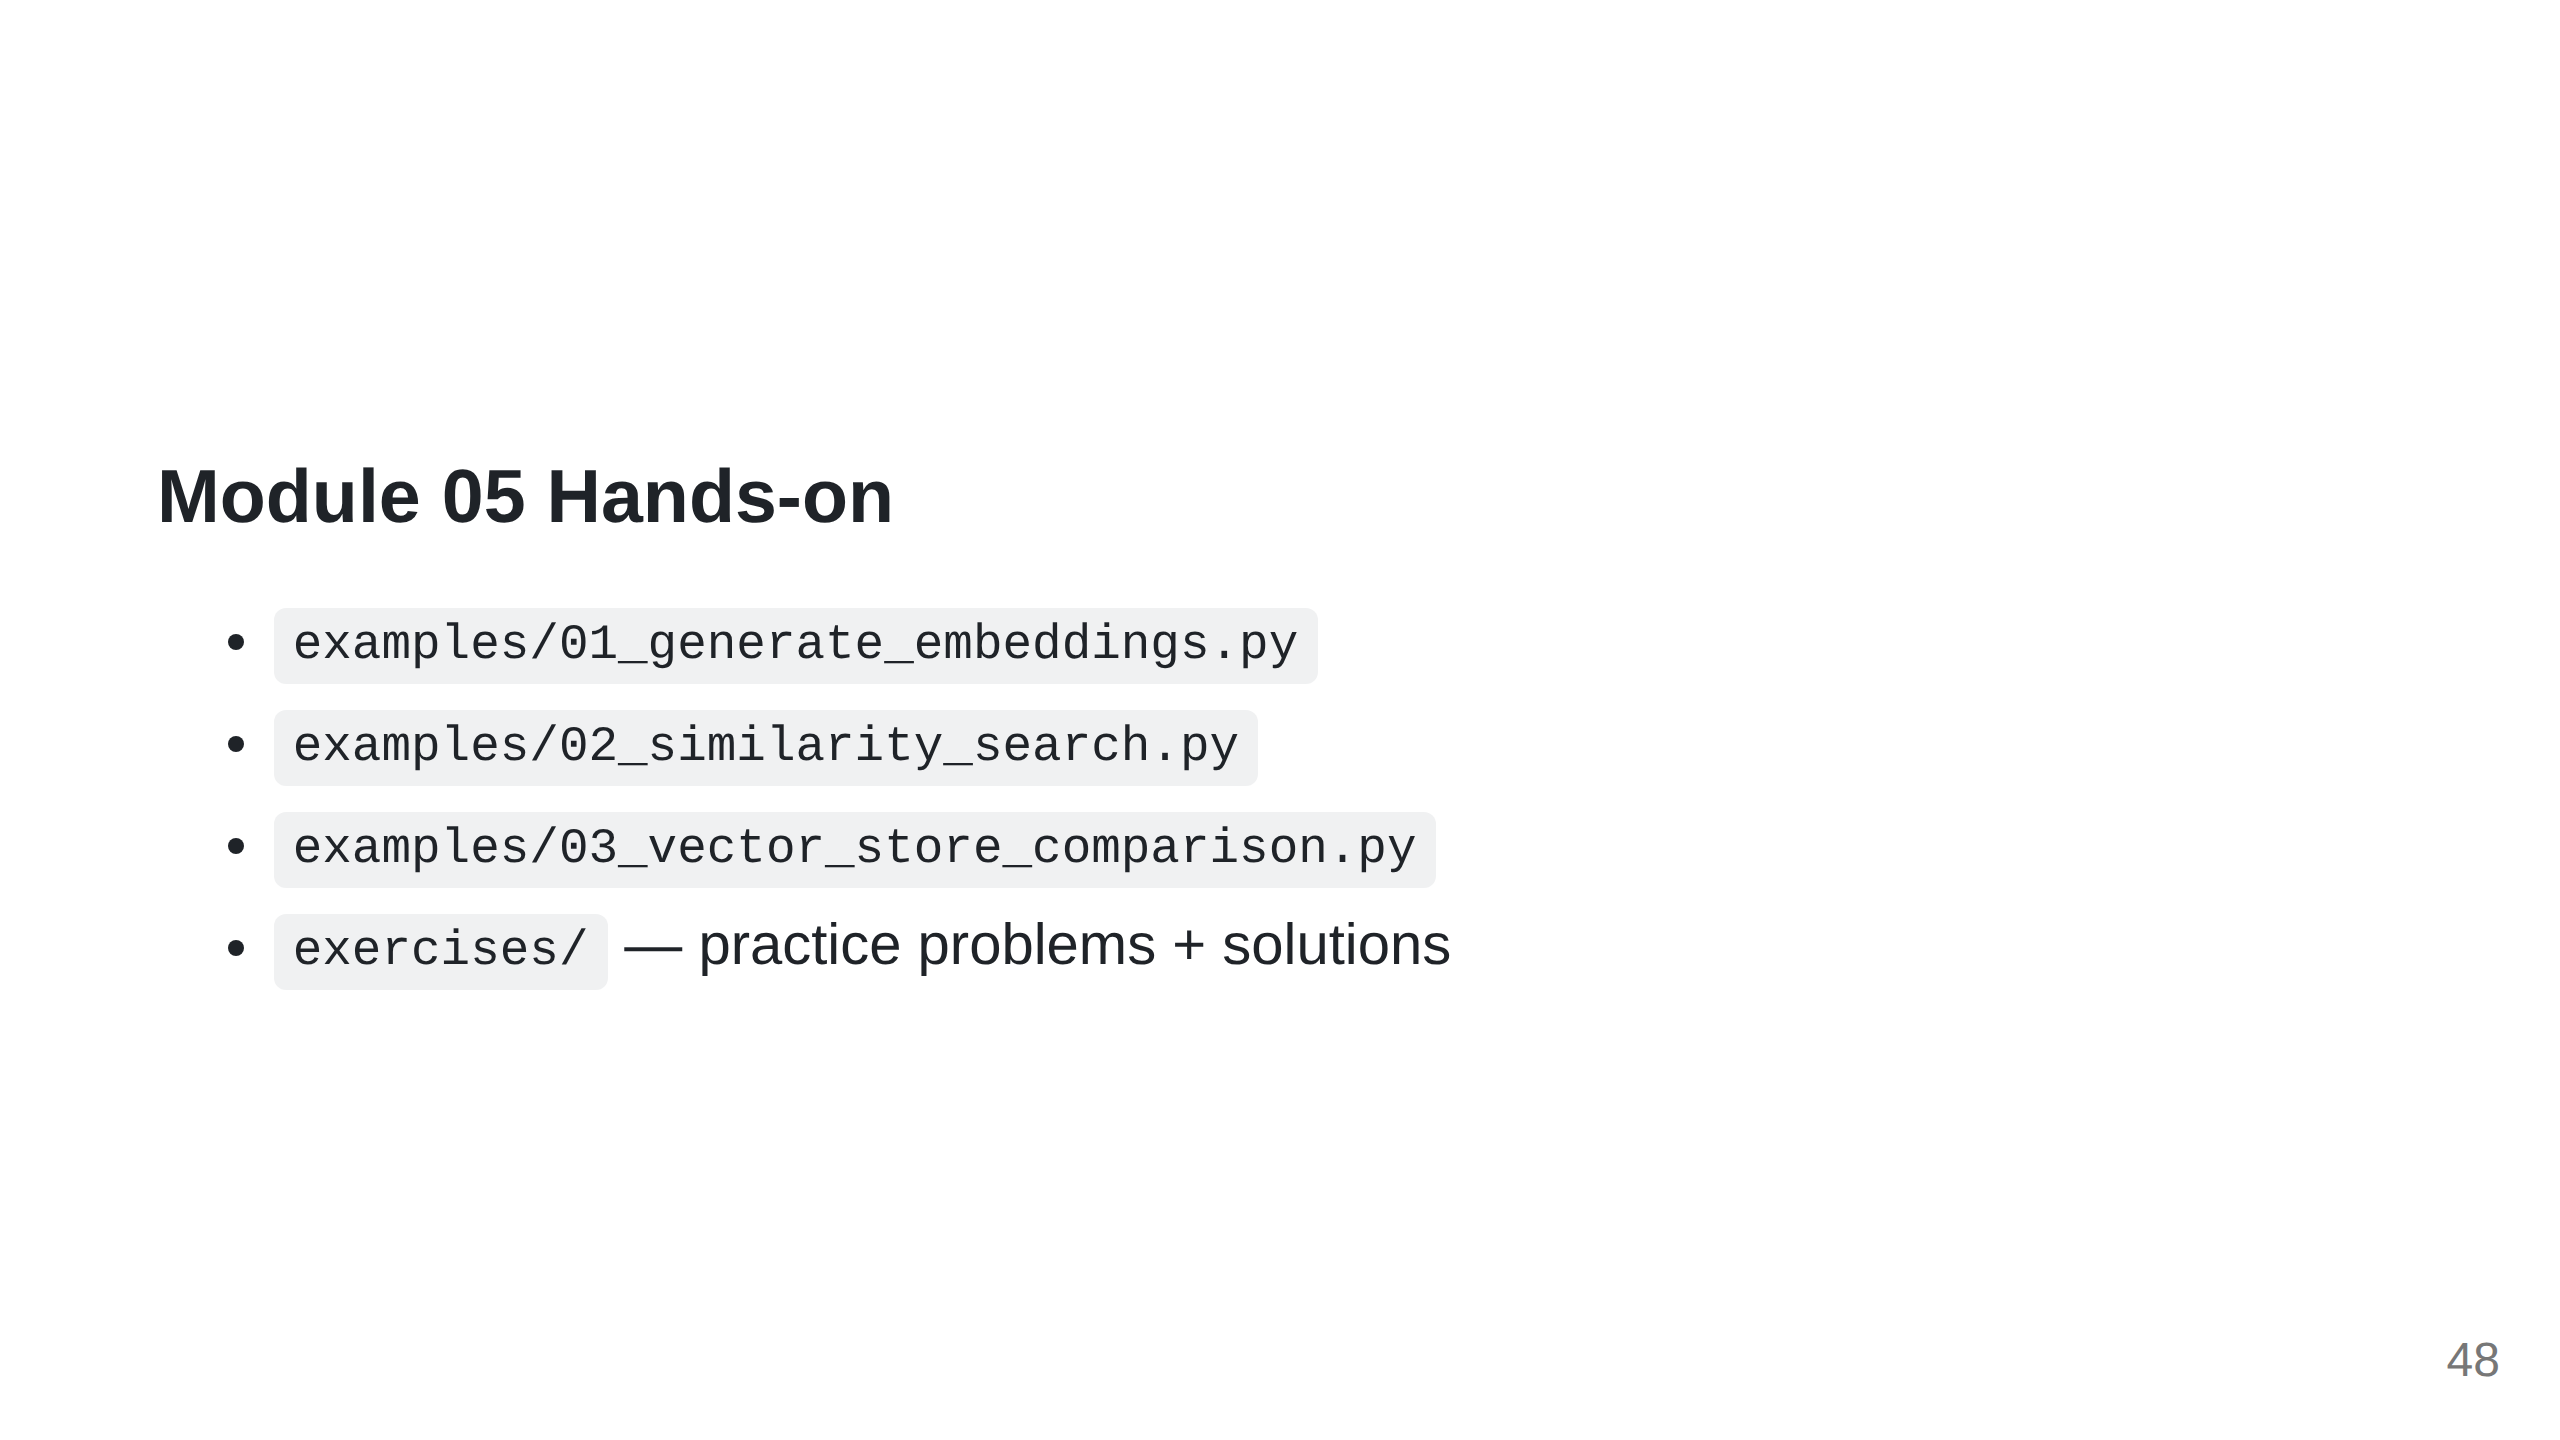 Module 05 Hands-on
• examples/01_generate_embeddings.py
• examples/02_similarity_search.py
• examples/03_vector_store_comparison.py
• exercises/ — practice problems + solutions
48